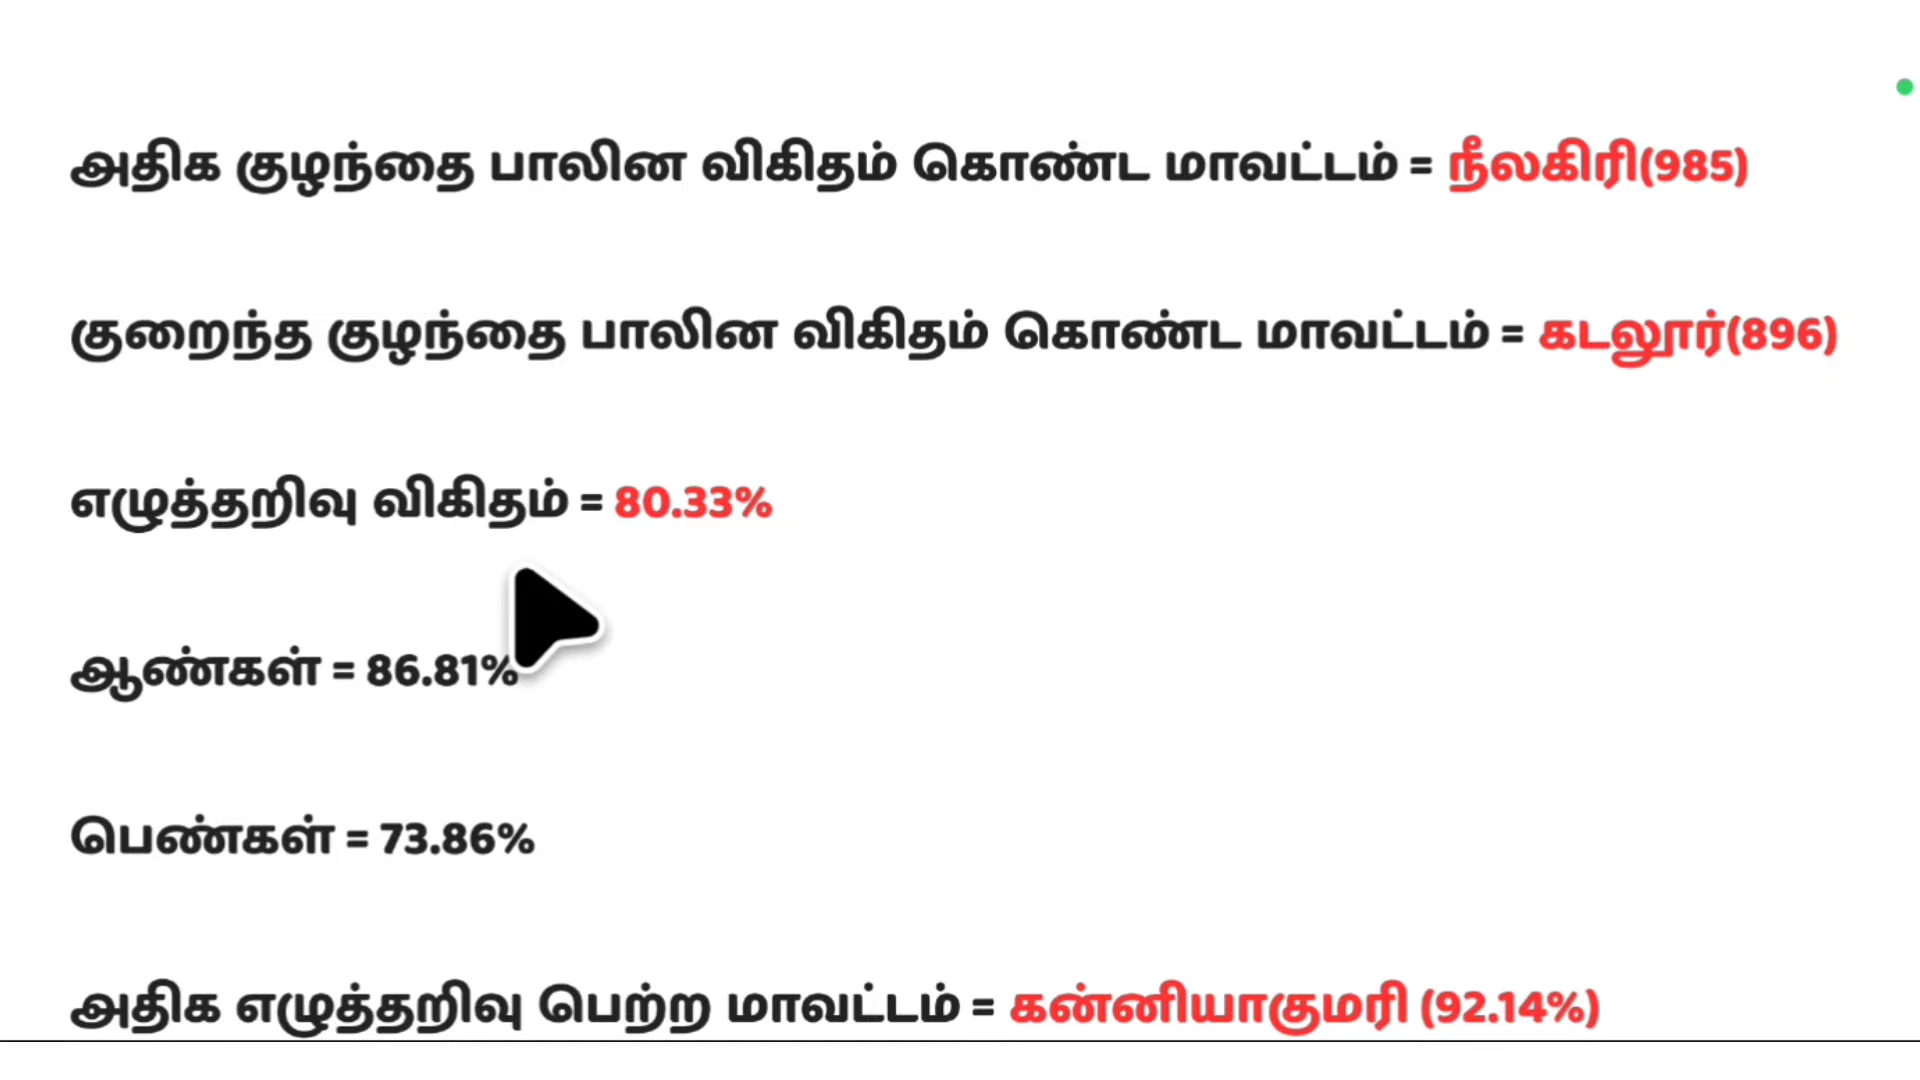 அதிக குழந்தை பாலின விகிதம் கொண்ட மாவட்டம் = நீலகிரி(985)
குறைந்த குழந்தை பாலின விகிதம் கொண்ட மாவட்டம் = கடலூர்(896)
எழுத்தறிவு விகிதம் = 80.33%
ஆண்கள் = 86.81%
பெண்கள் = 73.86%
அதிக எழுத்தறிவு பெற்ற மாவட்டம் = கன்னியாகுமரி (92.14%)